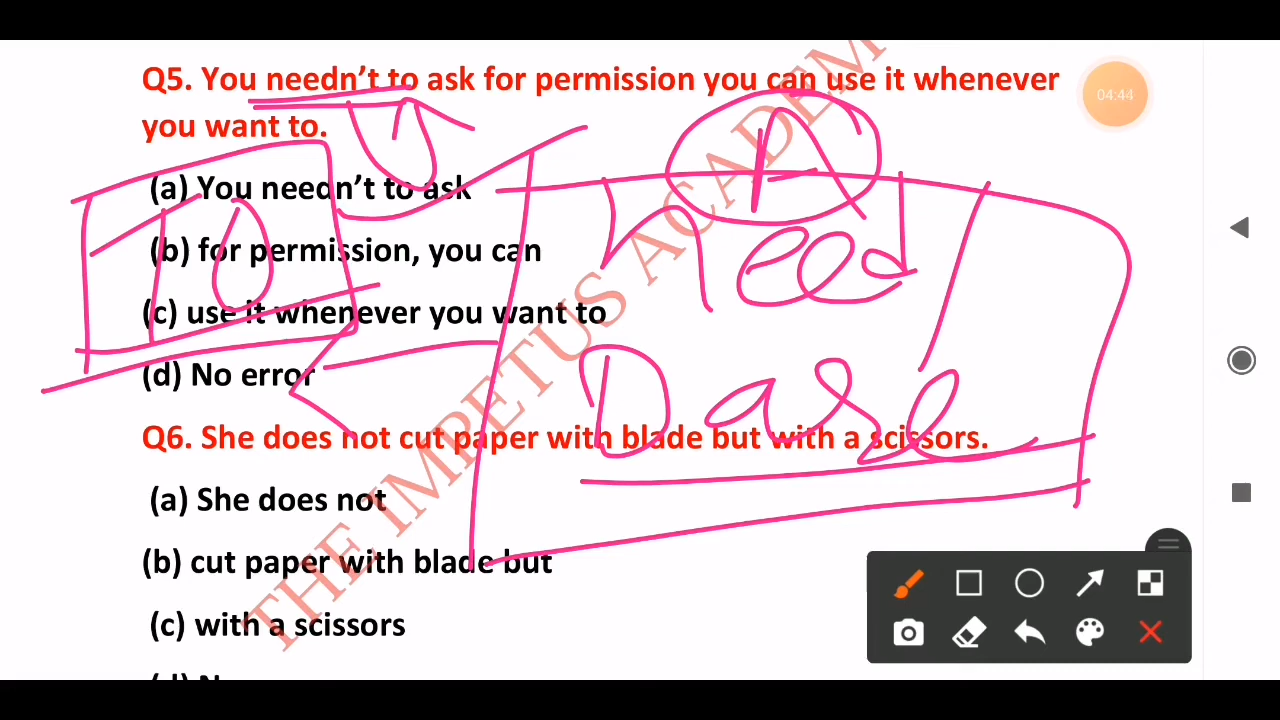 Q5. You needn't to ask for permission you can use it whenever
you want to.
04:44
(a) You needn't to ask
(b) for permission, you can
(c) use it whenever you want to
(d) No error
Q6. She does not cut paper with blade but with a scissors.
(a) She does not
(b) cut paper with blade but
(c) with a scissors
THE IMPETUS ACADEM
A
need
Dare
TO